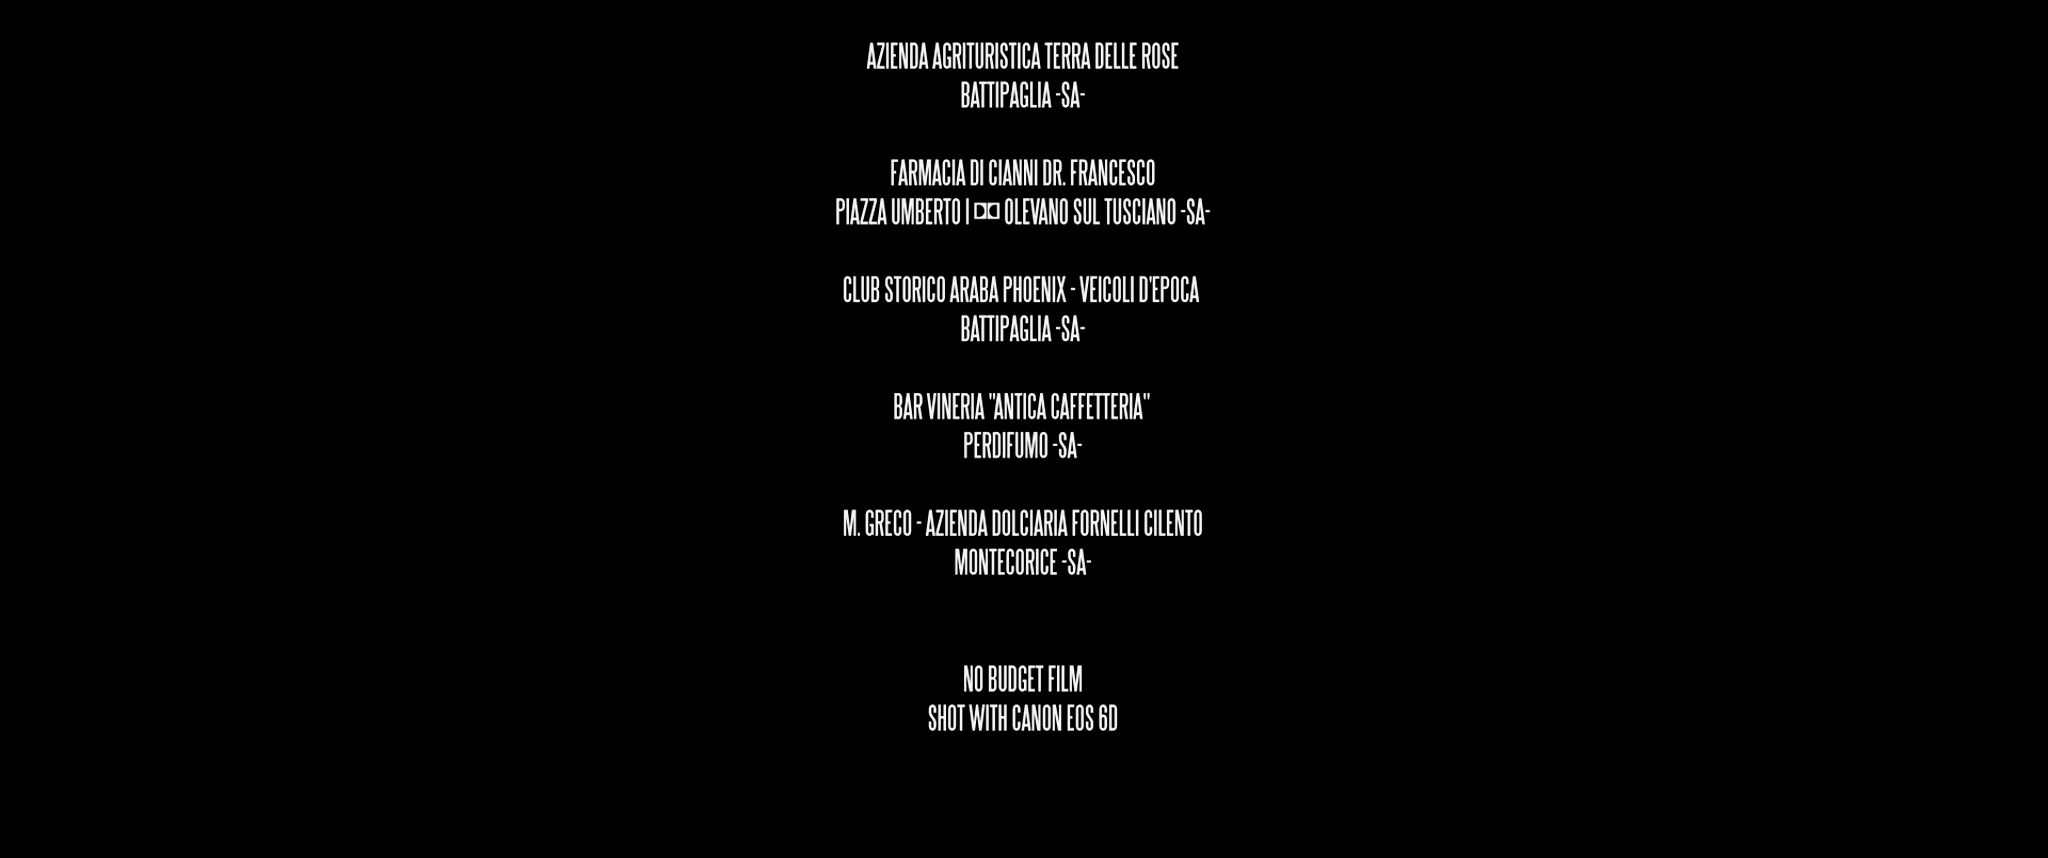 AZIENDA AGRITURISTICA TERRA DELLE ROSE
BATTIPAGLIA -SA-
FARMACIA DI CIANNI DR. FRANCESCO
PIAZZA UMBERTO I OLEVANO SUL TUSCIANO -SA-
CLUB STORICO ARABA PHOENIX - VEICOLI D'EPOCA
BATTIPAGLIA -SA-
BAR VINERIA "ANTICA CAFFETTERIA"
PERDIFUMO -SA-
M. GRECO - AZIENDA DOLCIARIA FORNELLI CILENTO
MONTECORICE -SA-
NO BUDGET FILM
SHOT WITH CANON EOS 6D